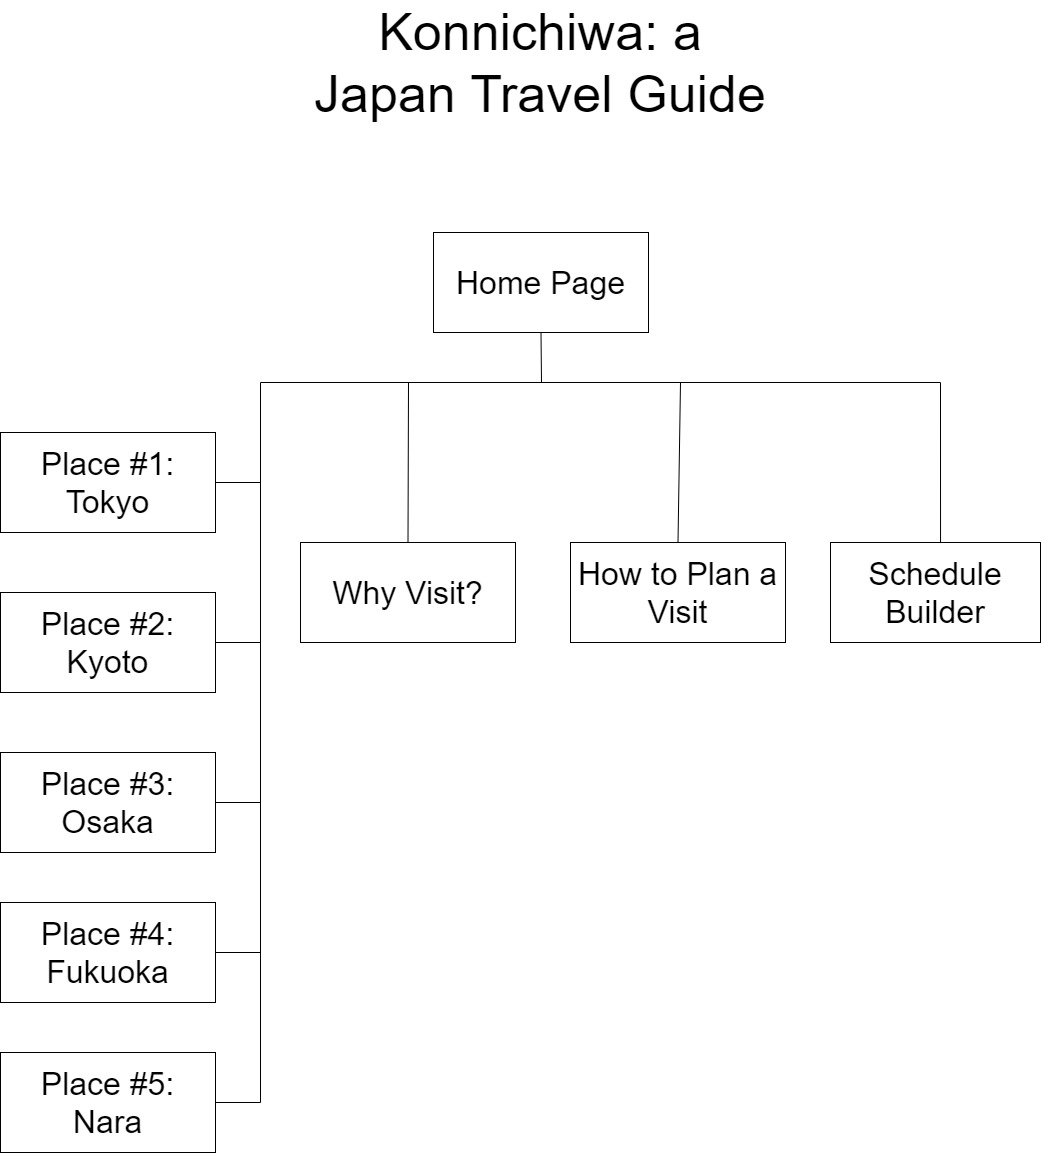 Konnichiwa: a
Japan Travel Guide
Home Page
Place #1:
Tokyo
Why Visit?
How to Plan a
Visit
Schedule
Builder
Place #2:
Kyoto
Place #3:
Osaka
Place #4:
Fukuoka
Place #5:
Nara